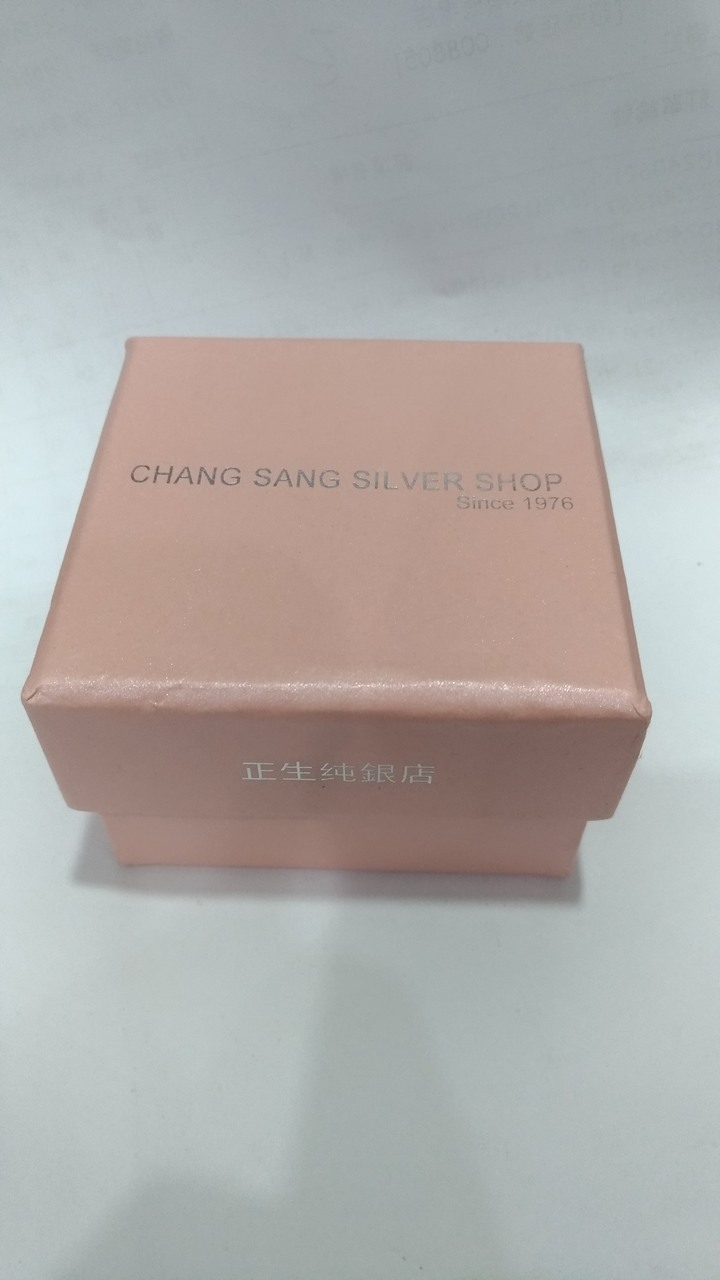 CHANG SANG SILVER SHOP
Since 1976
正生纯銀店